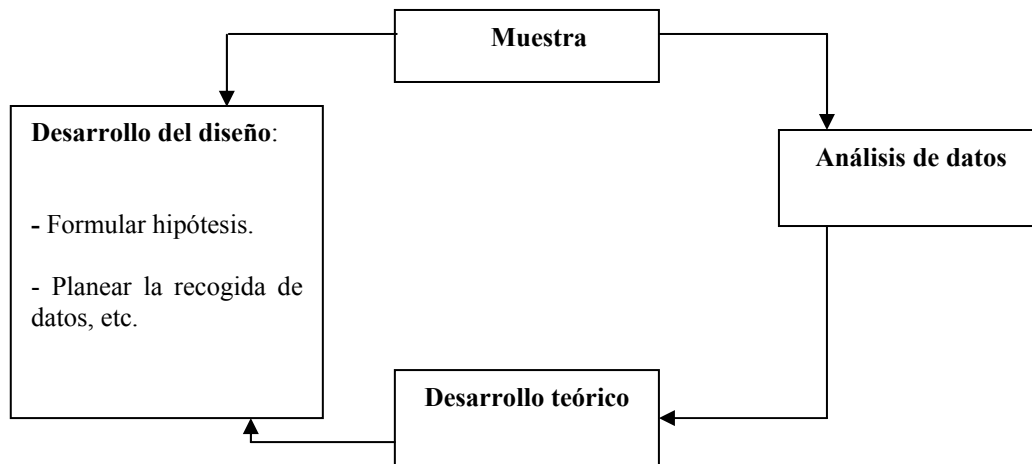 Muestra
Desarrollo del diseño:
- Formular hipótesis.
- Planear la recogida de
datos, etc.
Análisis de datos
Desarrollo teórico